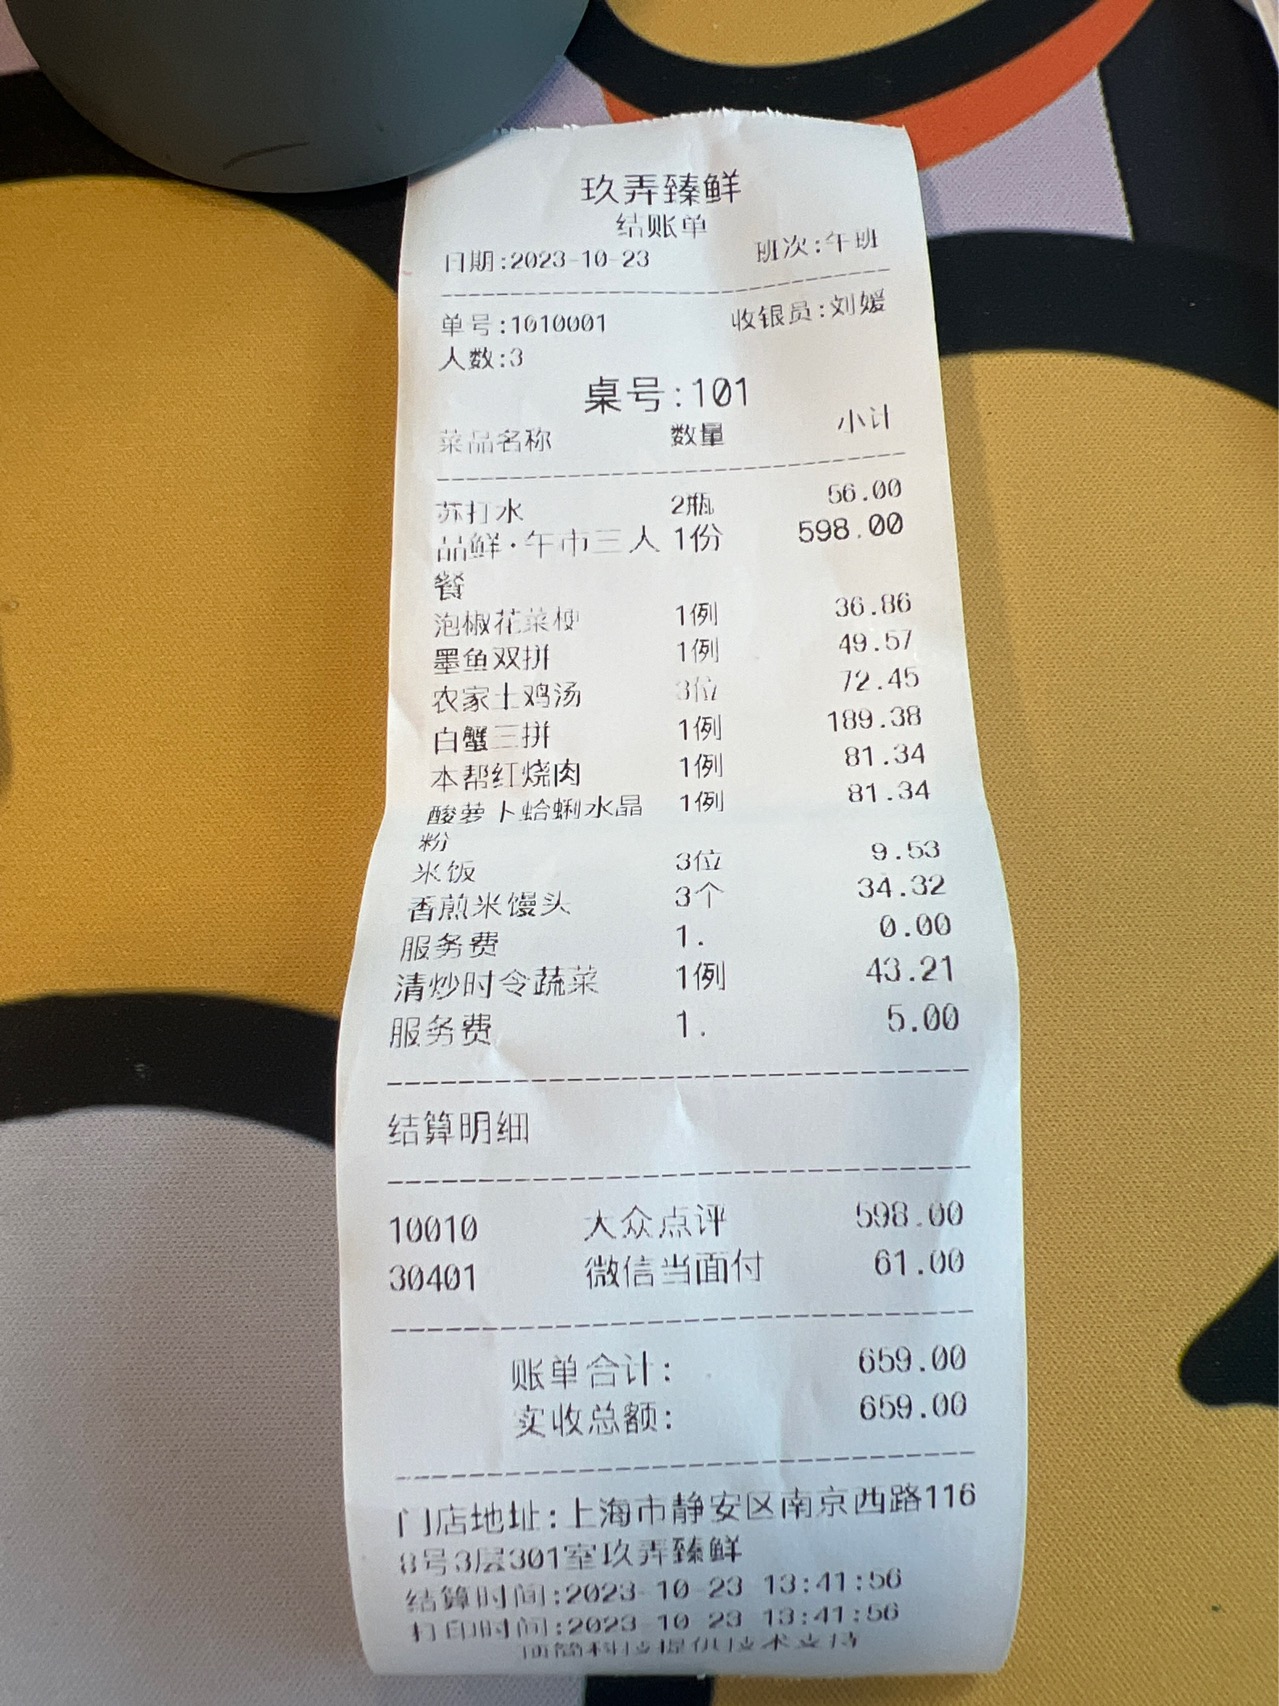 玖弄臻鲜
结账单
日期:2023-10-23 班次:午班
单号:1010001 收银员:刘媛
人数:3
桌号:101
菜品名称 数量 小计
苏打水 2瓶 56.00
品鲜·午市三人 1份 598.00
餐
泡椒花菜梗 1例 36.86
墨鱼双拼 1例 49.57
农家土鸡汤 3位 72.45
白蟹三拼 1例 189.38
本帮红烧肉 1例 81.34
酸萝卜蛤蜊水晶 1例 81.34
粉
米饭 3位 9.53
香煎米馒头 3个 34.32
服务费 1. 0.00
清炒时令蔬菜 1例 43.21
服务费 1. 5.00
结算明细
10010 大众点评 598.00
30401 微信当面付 61.00
账单合计: 659.00
实收总额: 659.00
门店地址:上海市静安区南京西路116
8号3层301室玖弄臻鲜
结算时间:2023-10-23 13:41:56
打印时间:2023-10-23 13:41:56
科技提供技术支持